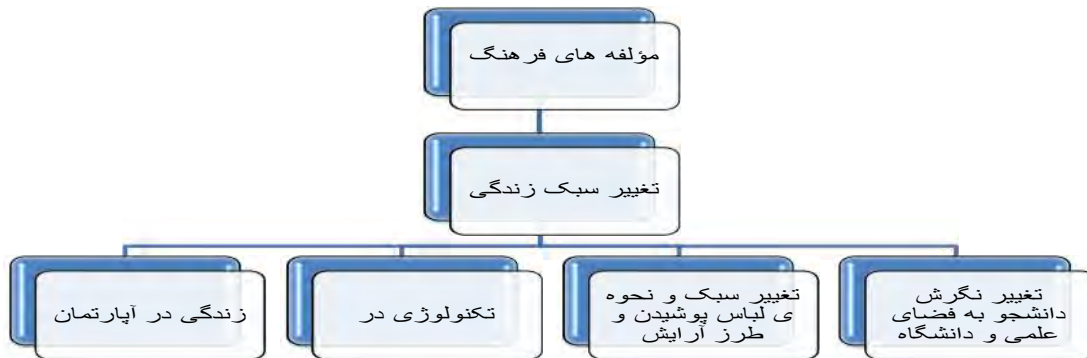 مؤلفه های فرهنگ
تغییر سبک زندگی
تغییر نگرش
دانشجو به فضای
علمی و دانشگاه
تغییر سبک و نحوه
ی لباس پوشیدن و
طرز آرایش
تکنولوژی در
زندگی در آپارتمان